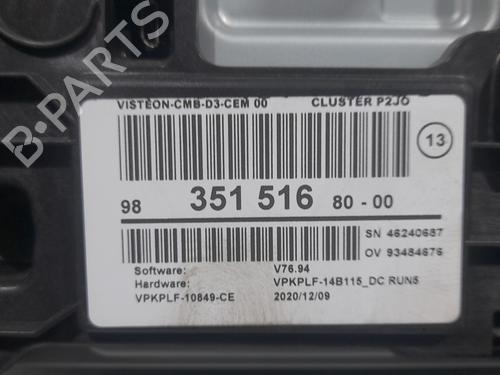 B-PARTS
VISTEON-CMB-D3-CEM 00 CLUSTER P2JO
13
98 351 516 80 - 00
SN 46240687
OV 93484676
Software: V76.94
Hardware: VPKPLF-14B115_DC RUN5
VPKPLF-10849-CE 2020/12/09